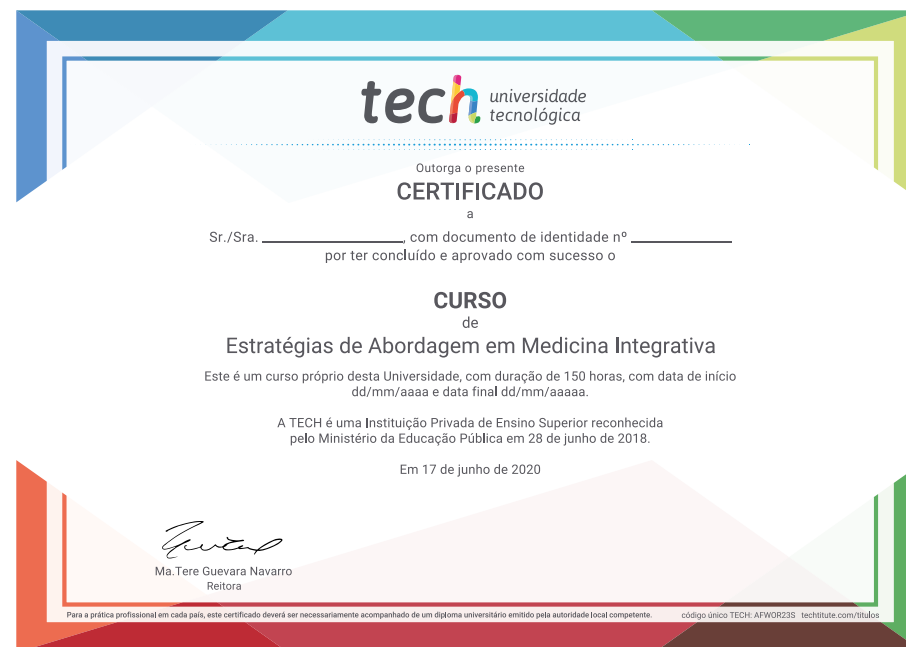 tech universidade
tecnológica
Outorga o presente
CERTIFICADO
a
Sr./Sra. ____________________, com documento de identidade nº ______________
por ter concluído e aprovado com sucesso o
CURSO
de
Estratégias de Abordagem em Medicina Integrativa
Este é um curso próprio desta Universidade, com duração de 150 horas, com data de início
dd/mm/aaaa e data final dd/mm/aaaaa.
A TECH é uma Instituição Privada de Ensino Superior reconhecida
pelo Ministério da Educação Pública em 28 de junho de 2018.
Em 17 de junho de 2020
Ma.Tere Guevara Navarro
Reitora
Para a prática profissional em cada país, este certificado deverá ser necessariamente acompanhado de um diploma universitário emitido pela autoridade local competente. código único TECH: AFWOR23S techtitute.com/titulos